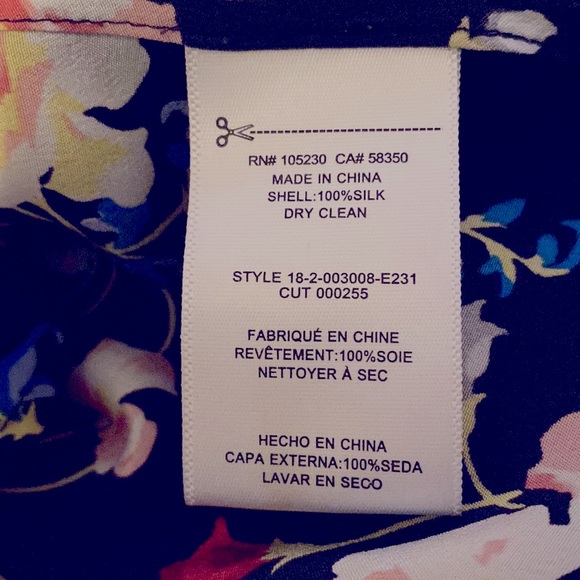 RN# 105230 CA# 58350
MADE IN CHINA
SHELL:100%SILK
DRY CLEAN
STYLE 18-2-003008-E231
CUT 000255
FABRIQUÉ EN CHINE
REVÊTEMENT:100%SOIE
NETTOYER À SEC
HECHO EN CHINA
CAPA EXTERNA:100%SEDA
LAVAR EN SECO